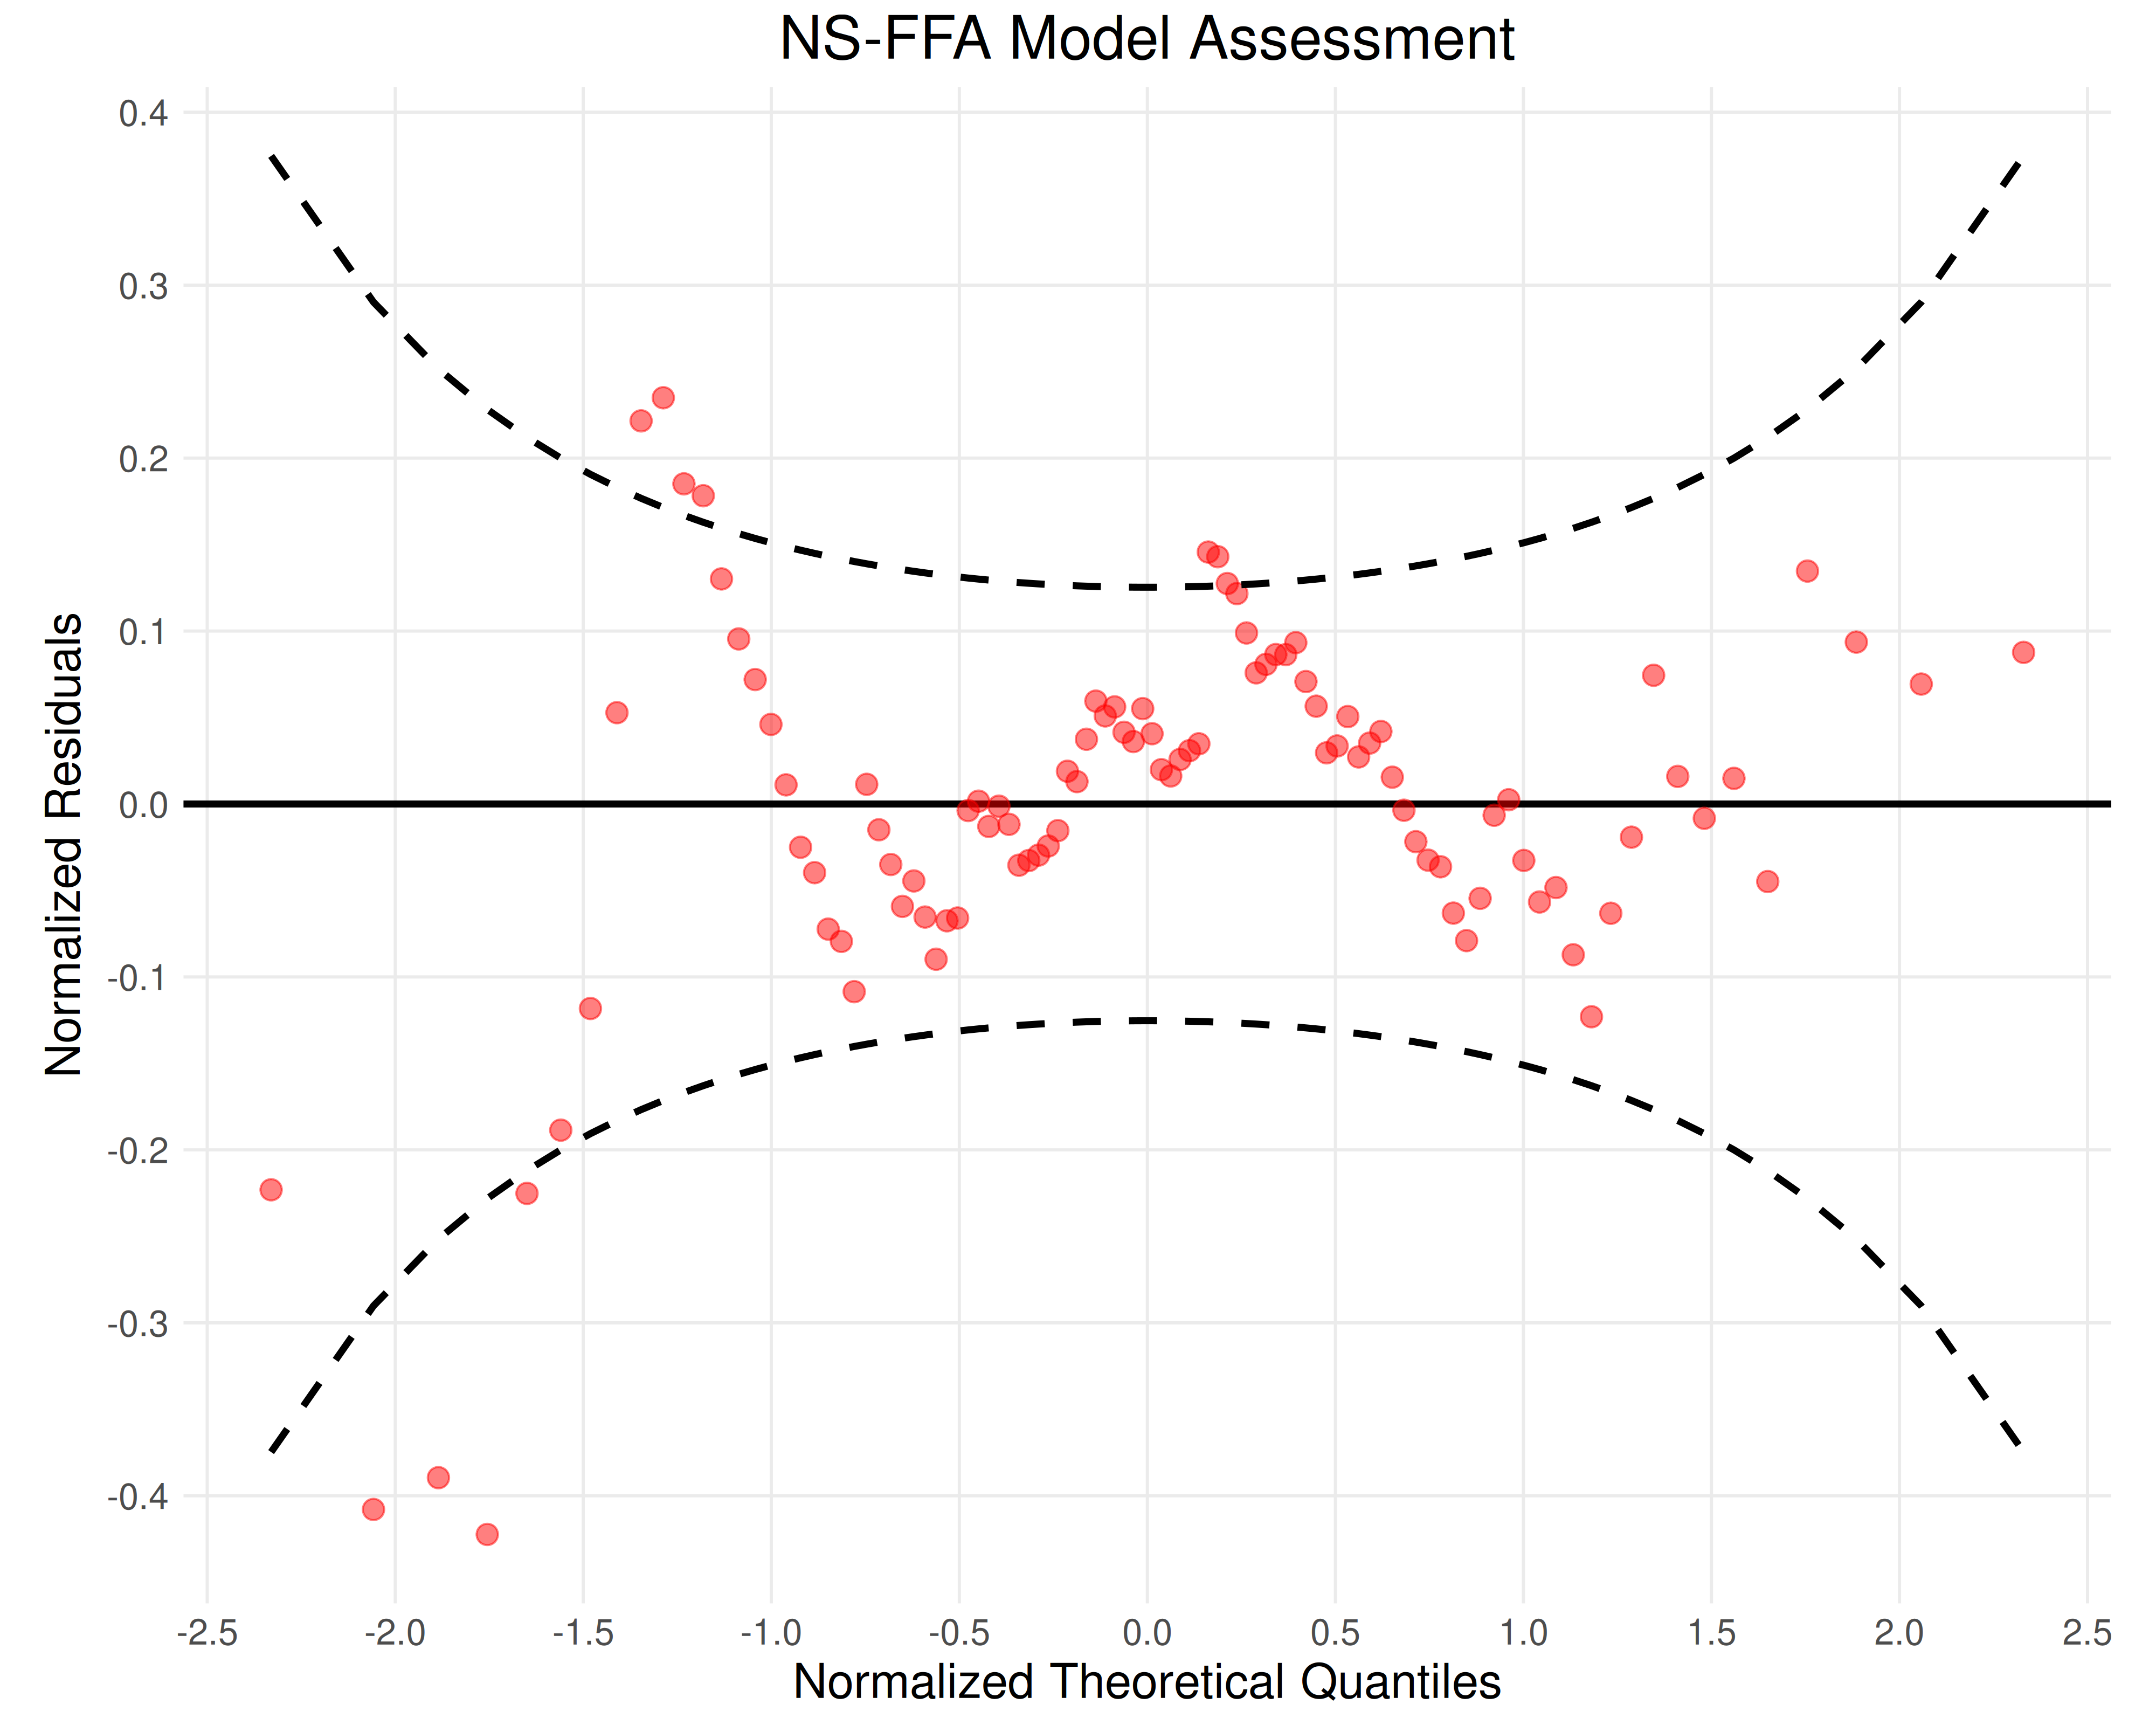 NS-FFA Model Assessment
0.4
0.3
0.2
0.1
0.0
-0.1
-0.2
-0.3
-0.4
Normalized Residuals
-2.5 -2.0 -1.5 -1.0 -0.5 0.0 0.5 1.0 1.5 2.0 2.5
Normalized Theoretical Quantiles